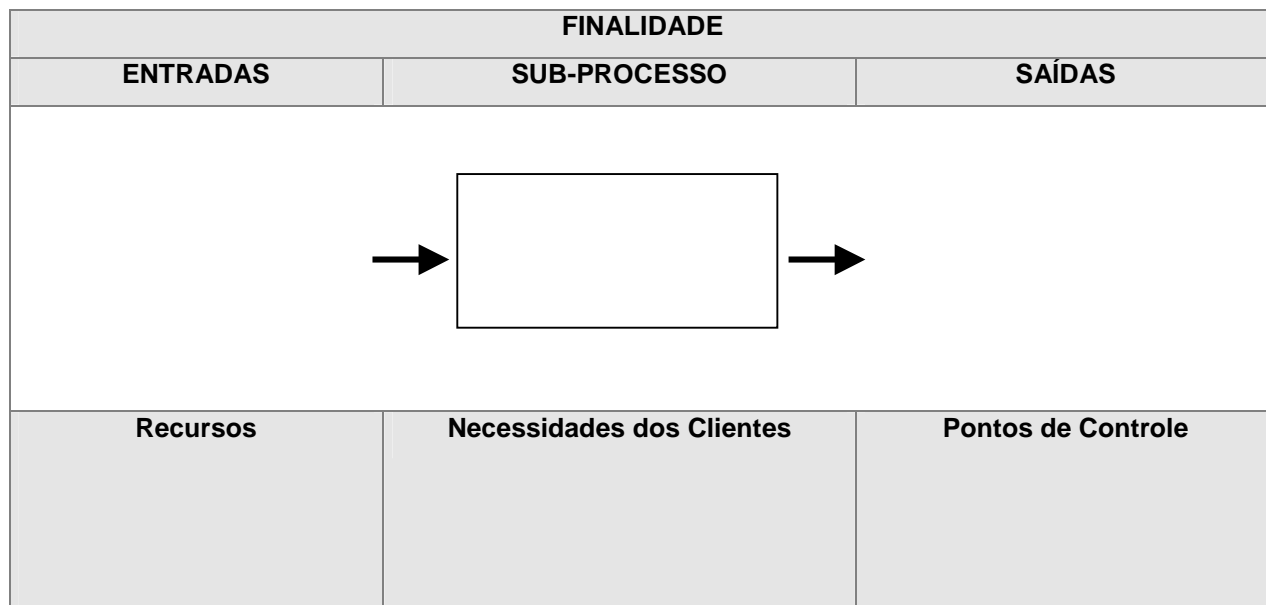 FINALIDADE
ENTRADAS SUB-PROCESSO SAÍDAS
Recursos Necessidades dos Clientes Pontos de Controle